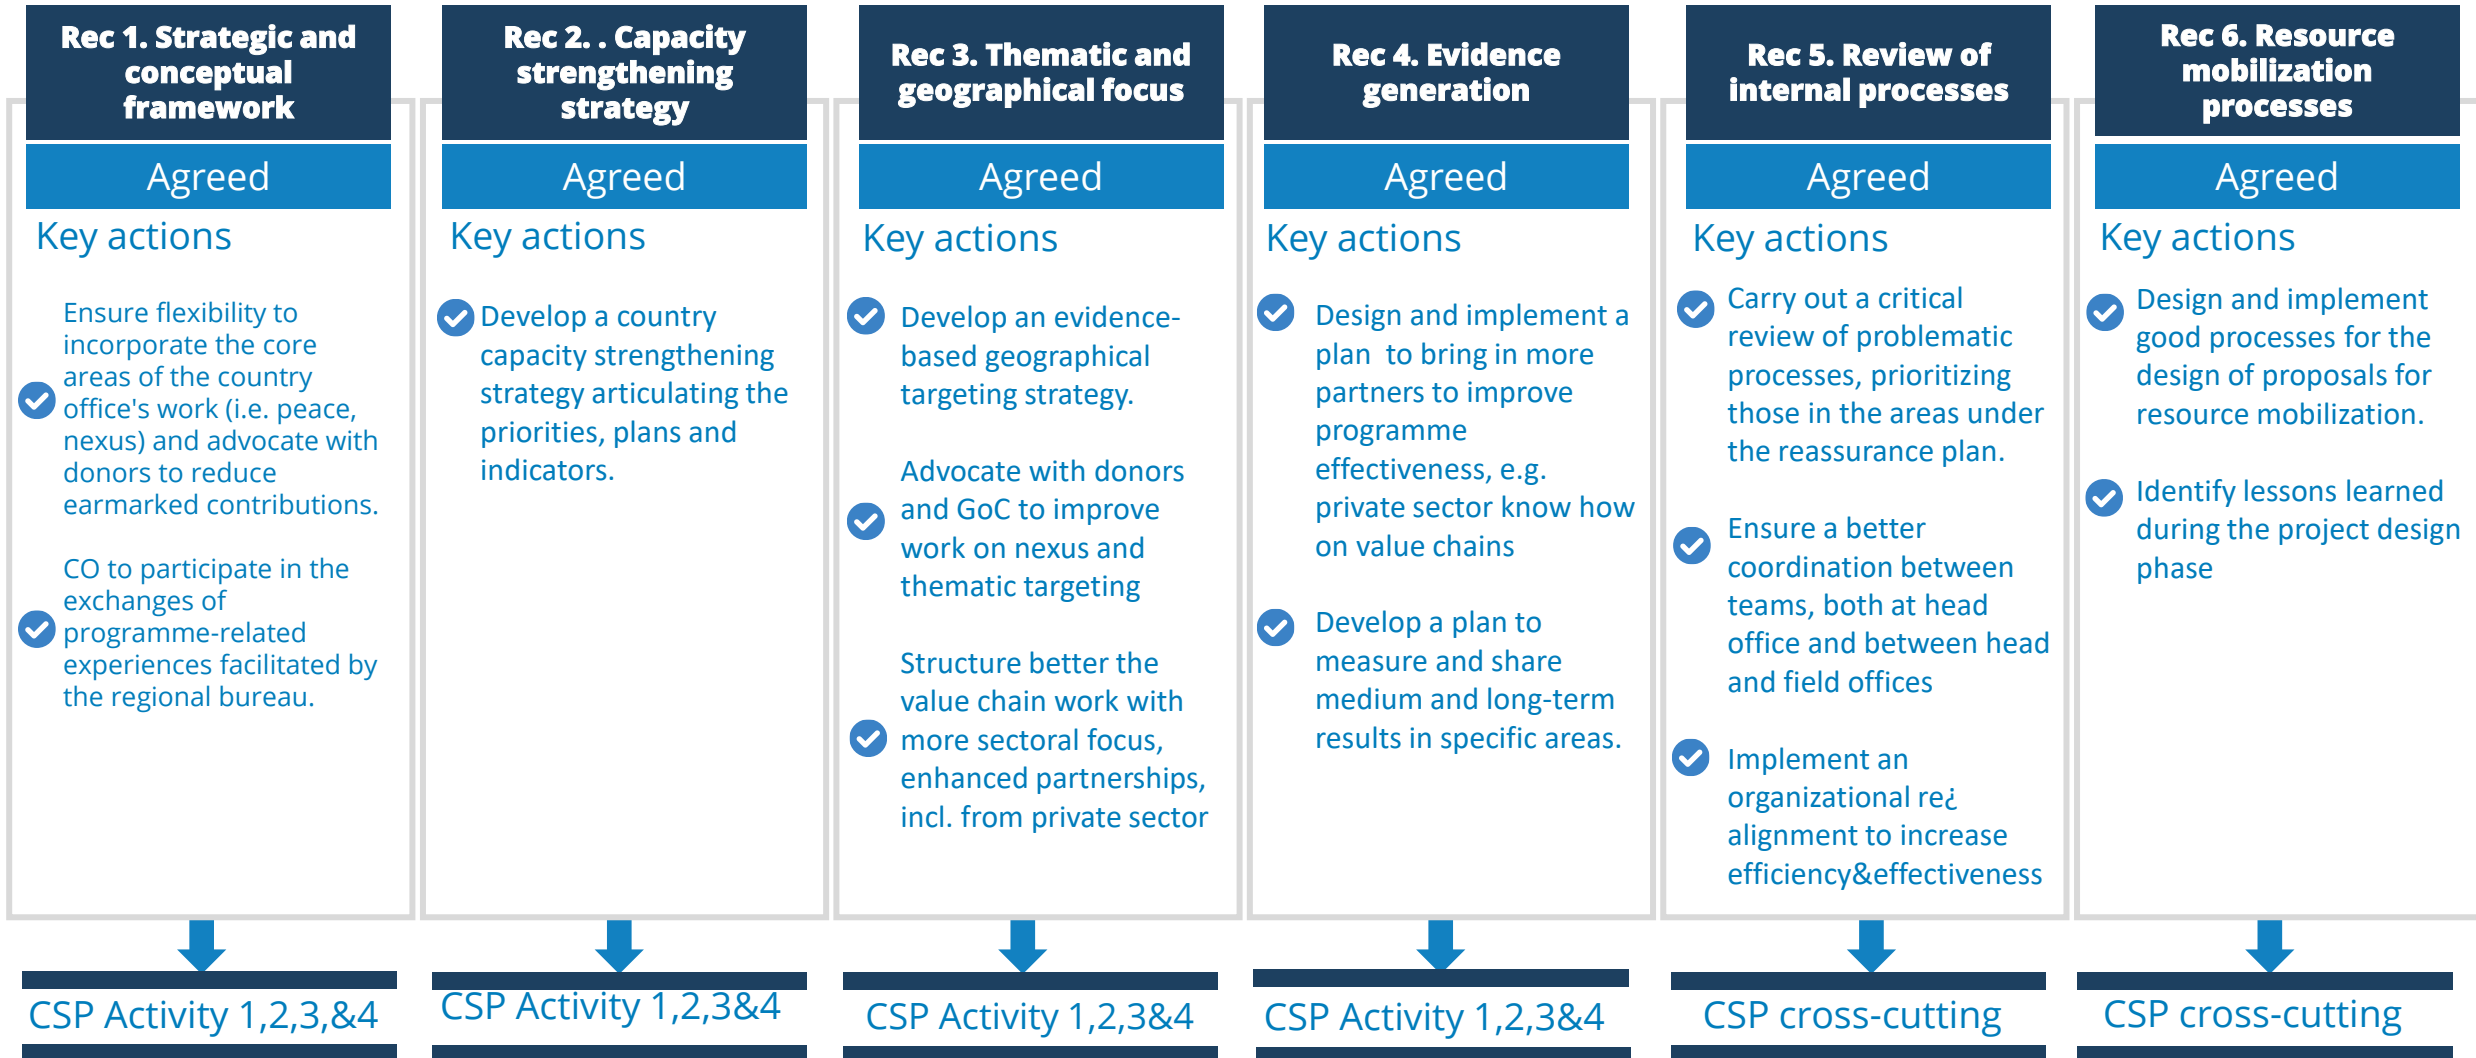 Rec 1. Strategic and
conceptual
framework
Agreed
Key actions
Ensure flexibility to
incorporate the core
areas of the country
office's work (i.e. peace,
nexus) and advocate with
donors to reduce
earmarked contributions.
CO to participate in the
exchanges of
programme-related
experiences facilitated by
the regional bureau.
CSP Activity 1,2,3,&4
Rec 2. . Capacity
strengthening
strategy
Agreed
Key actions
Develop a country
capacity strengthening
strategy articulating the
priorities, plans and
indicators.
CSP Activity 1,2,3&4
Rec 3. Thematic and
geographical focus
Agreed
Key actions
Develop an evidence-
based geographical
targeting strategy.
Advocate with donors
and GoC to improve
work on nexus and
thematic targeting
Structure better the
value chain work with
more sectoral focus,
enhanced partnerships,
incl. from private sector
CSP Activity 1,2,3&4
Rec 4. Evidence
generation
Agreed
Key actions
Design and implement a
plan  to bring in more
partners to improve
programme
effectiveness, e.g.
private sector know how
on value chains
Develop a plan to
measure and share
medium and long-term
results in specific areas.
CSP Activity 1,2,3&4
Rec 5. Review of
internal processes
Agreed
Key actions
Carry out a critical
review of problematic
processes, prioritizing
those in the areas under
the reassurance plan.
Ensure a better
coordination between
teams, both at head
office and between head
and field offices
Implement an
organizational re¿
alignment to increase
efficiency&effectiveness
CSP cross-cutting
Rec 6. Resource
mobilization
processes
Agreed
Key actions
Design and implement
good processes for the
design of proposals for
resource mobilization.
Identify lessons learned
during the project design
phase
CSP cross-cutting